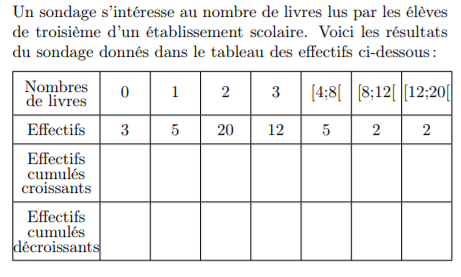 Un sondage s'intéresse au nombre de livres lus par les élèves
de troisième d'un établissement scolaire. Voici les résultats
du sondage donnés dans le tableau des effectifs ci-dessous :
Nombres de livres 0 1 2 3 [4;8[ [8;12[ [12;20[
Effectifs 3 5 20 12 5 2 2
Effectifs
cumulés
croissants
Effectifs
cumulés
décroissants